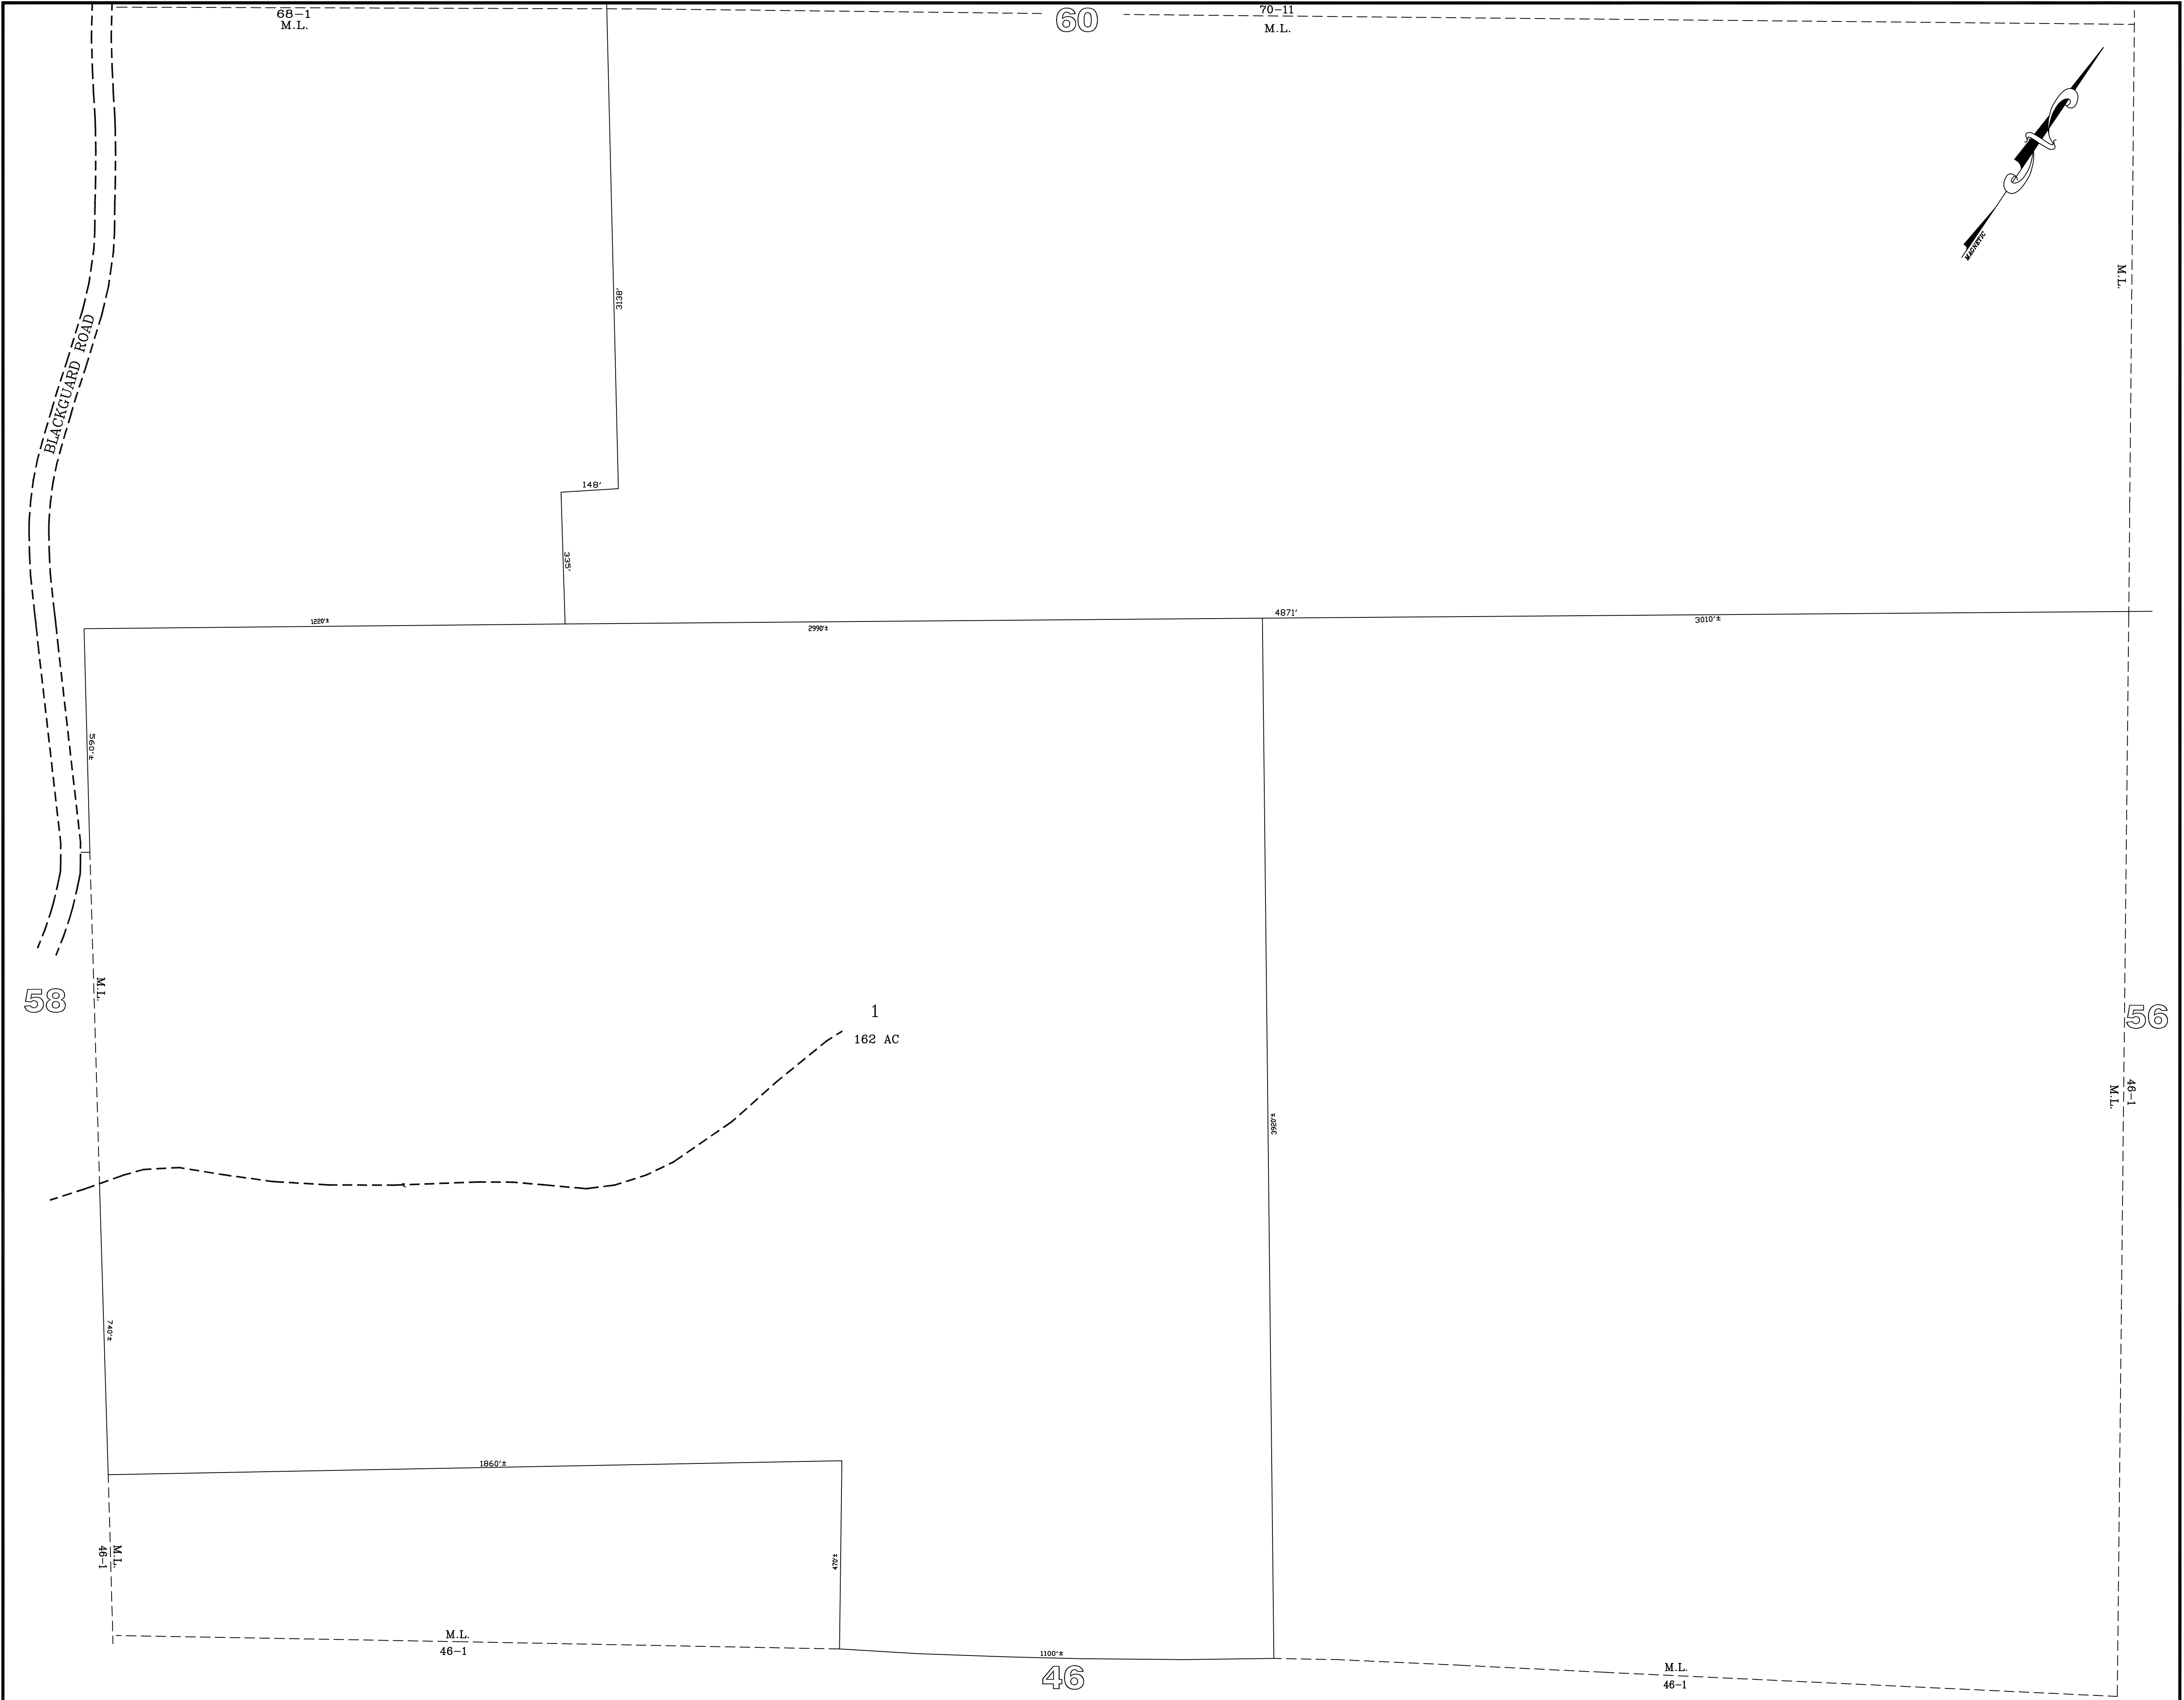 68-1
M.L.
60
70-11
M.L.
MAGNETIC
M.L.
3138'
BLACKGUARD ROAD
148'
335'
4871'
1220'±
2990'±
3010'±
560'±
M.L.
58
1
162 AC
56
46-1
M.L.
3920'±
740'±
1860'±
470'±
M.L.
46-1
M.L.
46-1
1100'±
46
M.L.
46-1